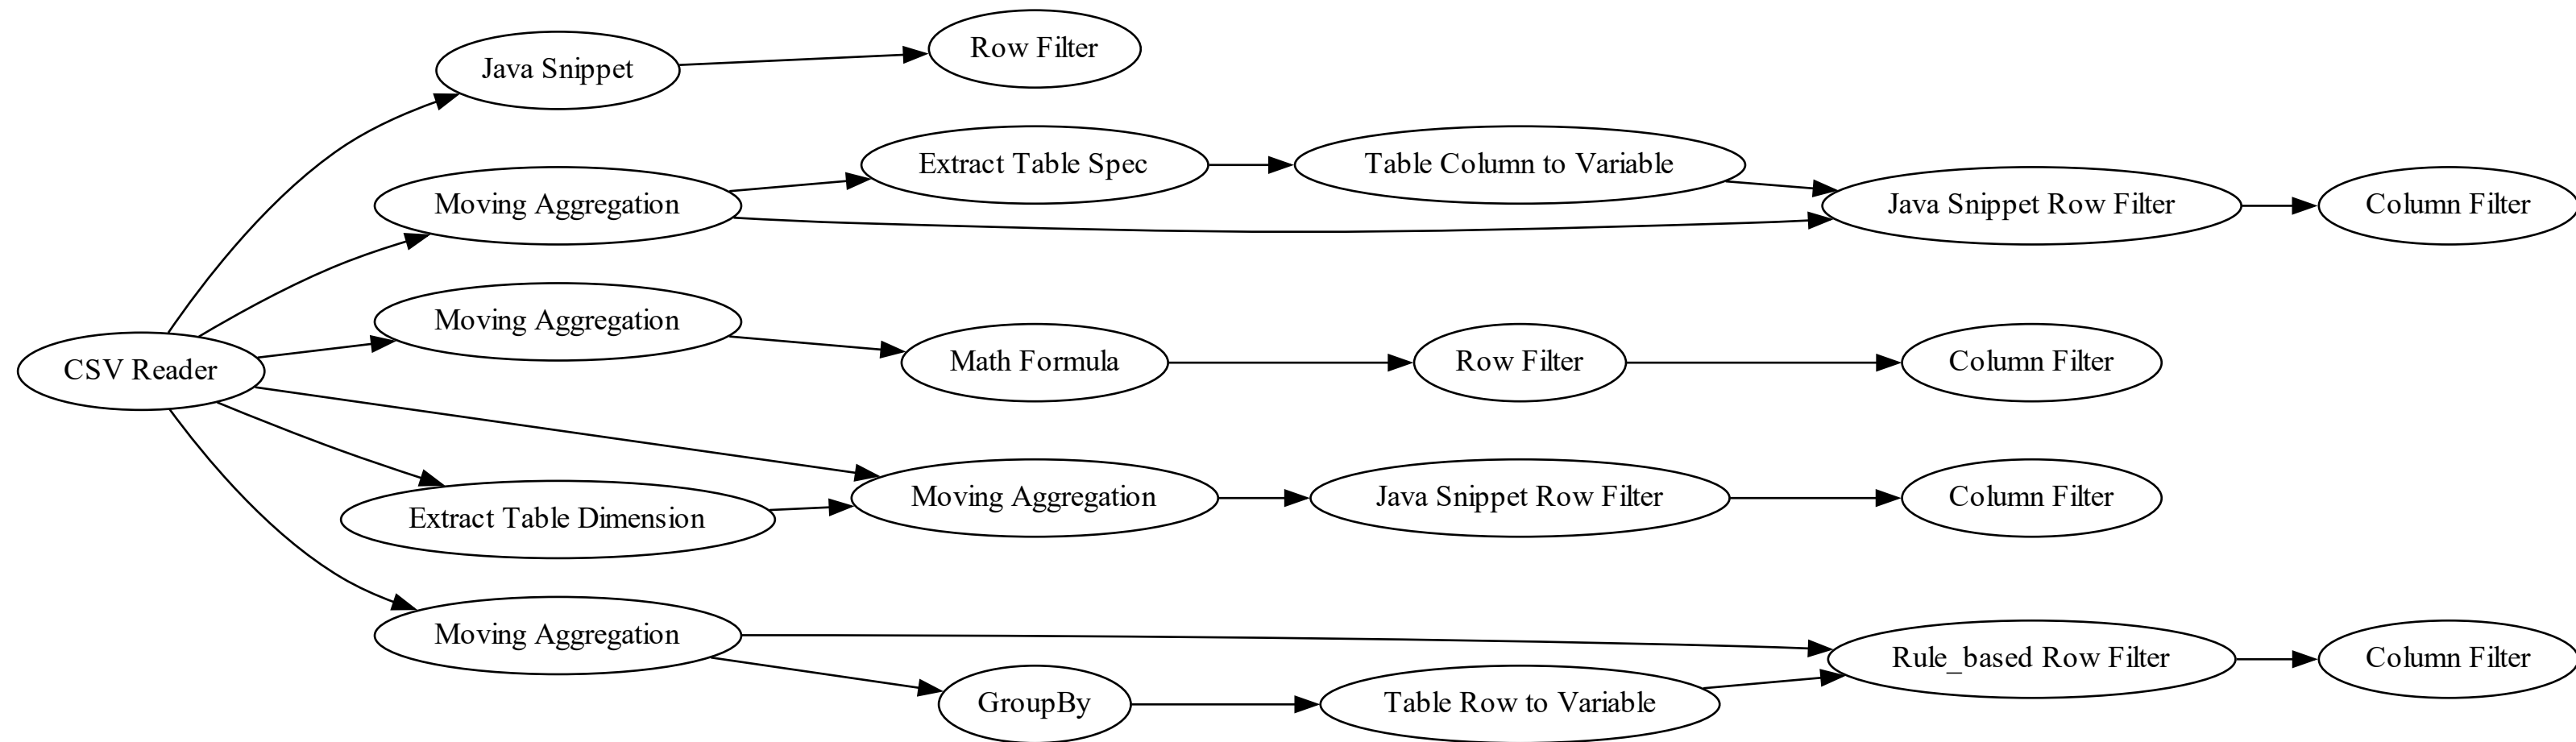 Row Filter
Java Snippet
Extract Table Spec
Table Column to Variable
Moving Aggregation
Java Snippet Row Filter
Column Filter
Moving Aggregation
CSV Reader
Math Formula
Row Filter
Column Filter
Moving Aggregation
Java Snippet Row Filter
Column Filter
Extract Table Dimension
Moving Aggregation
Rule_based Row Filter
Column Filter
GroupBy
Table Row to Variable